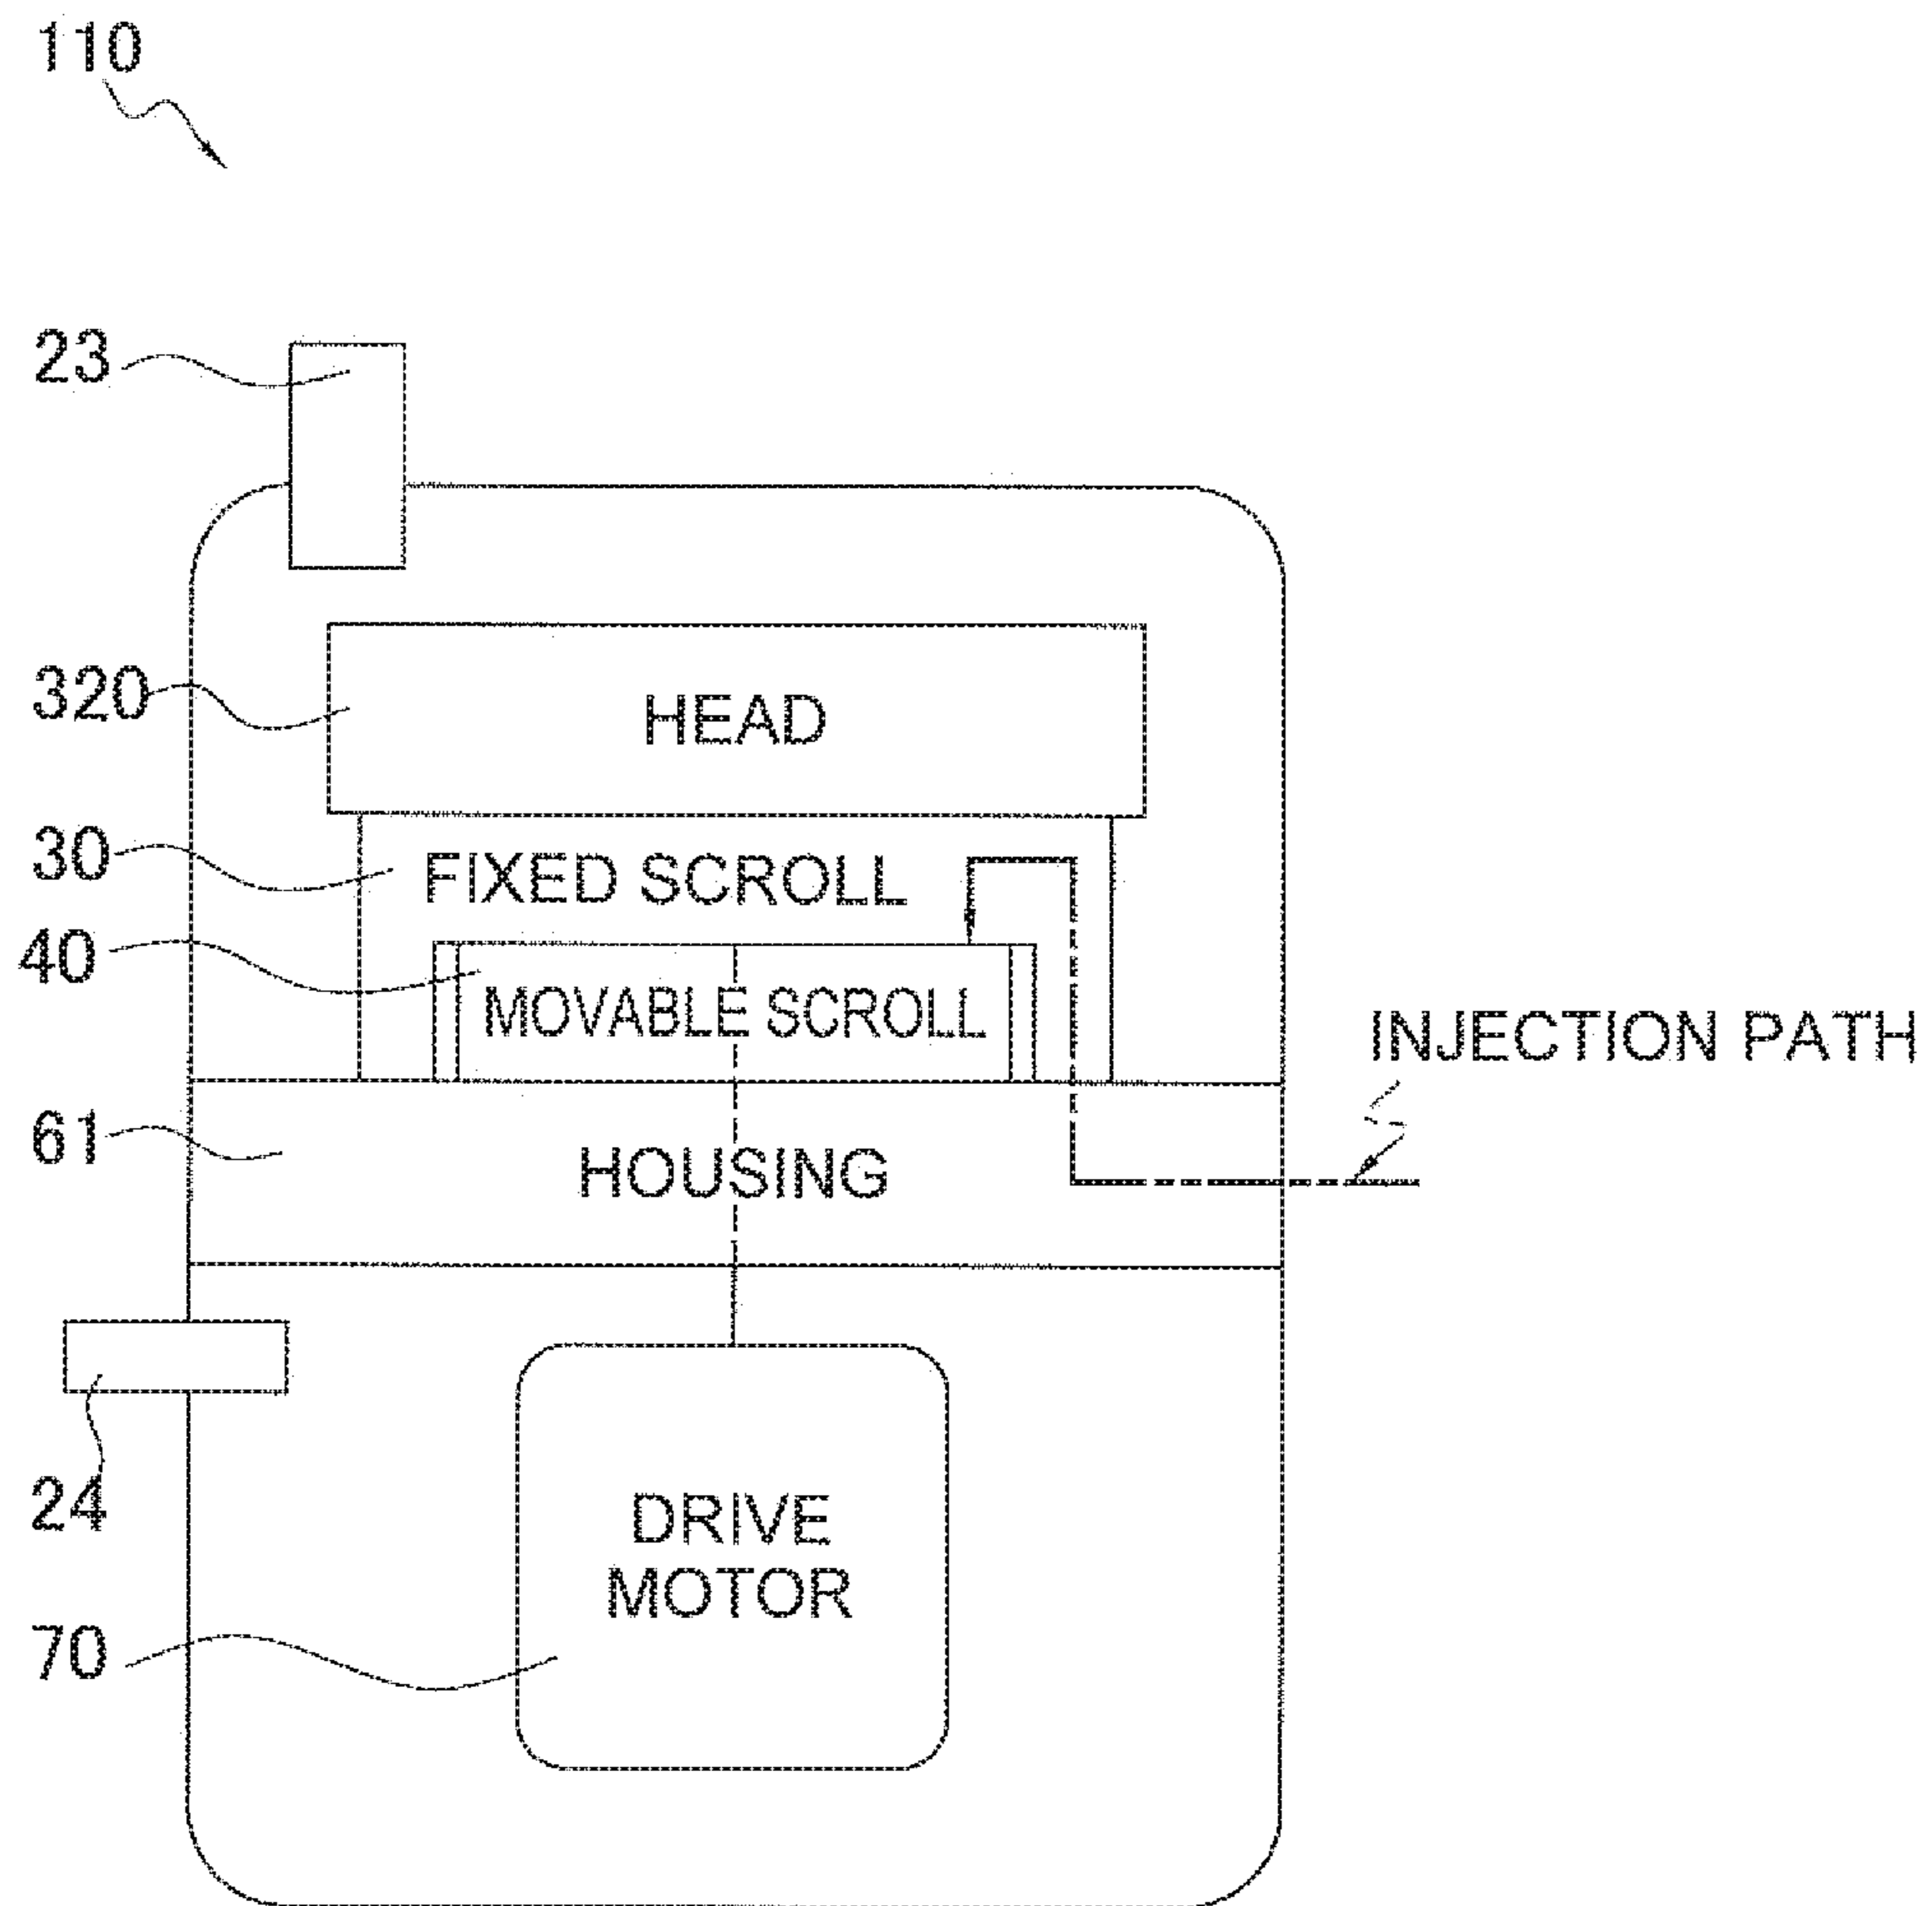 110
23
320
HEAD
30
FIXED SCROLL
40
MOVABLE SCROLL
INJECTION PATH
61
HOUSING
24
DRIVE
MOTOR
70